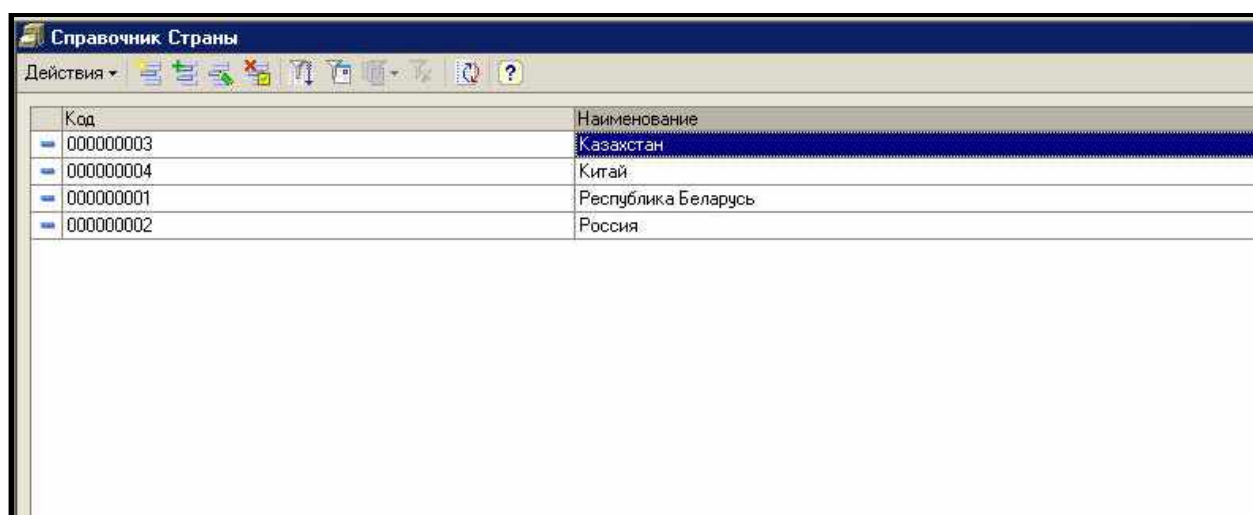 Справочник Страны
Действия
Код Наименование
000000003 Казахстан
000000004 Китай
000000001 Республика Беларусь
000000002 Россия